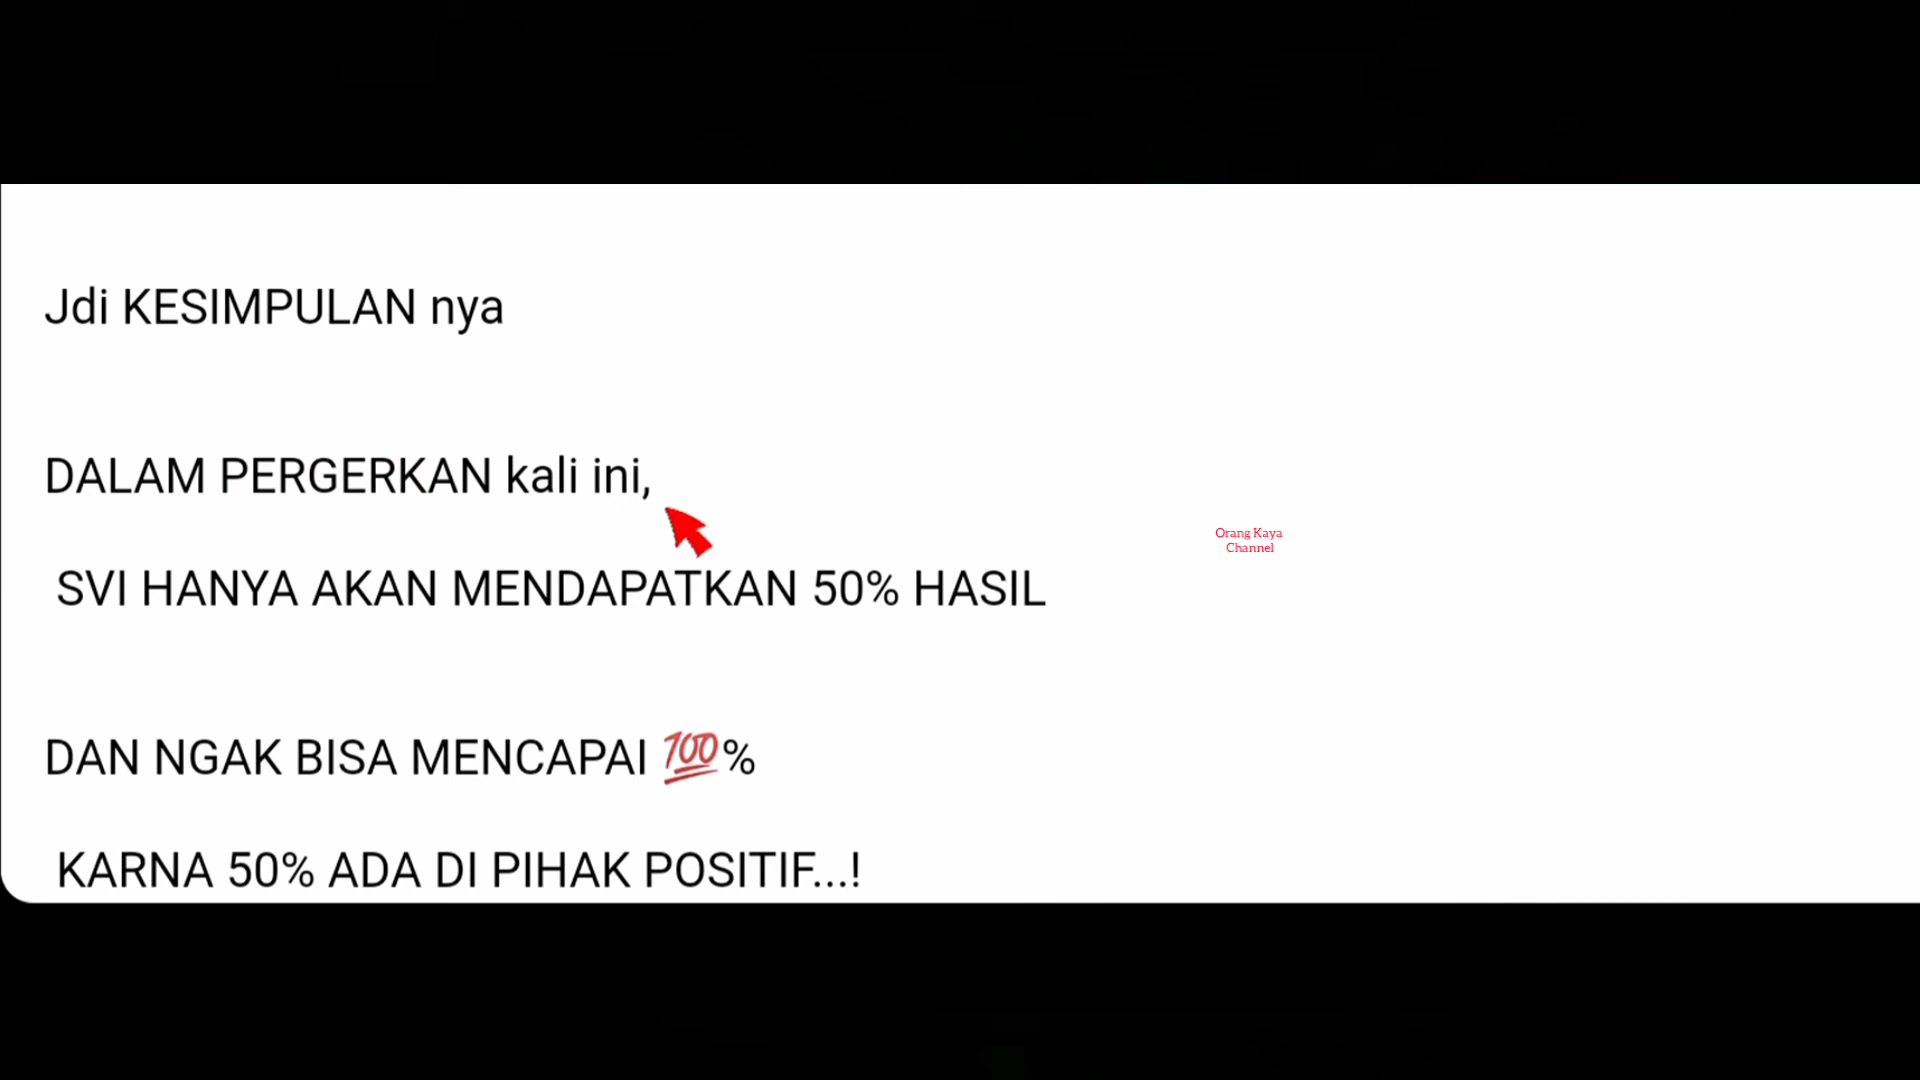 Jdi KESIMPULAN nya
DALAM PERGERKAN kali ini,
Orang Kaya
Channel
SVI HANYA AKAN MENDAPATKAN 50% HASIL
DAN NGAK BISA MENCAPAI 💯%
KARNA 50% ADA DI PIHAK POSITIF...!